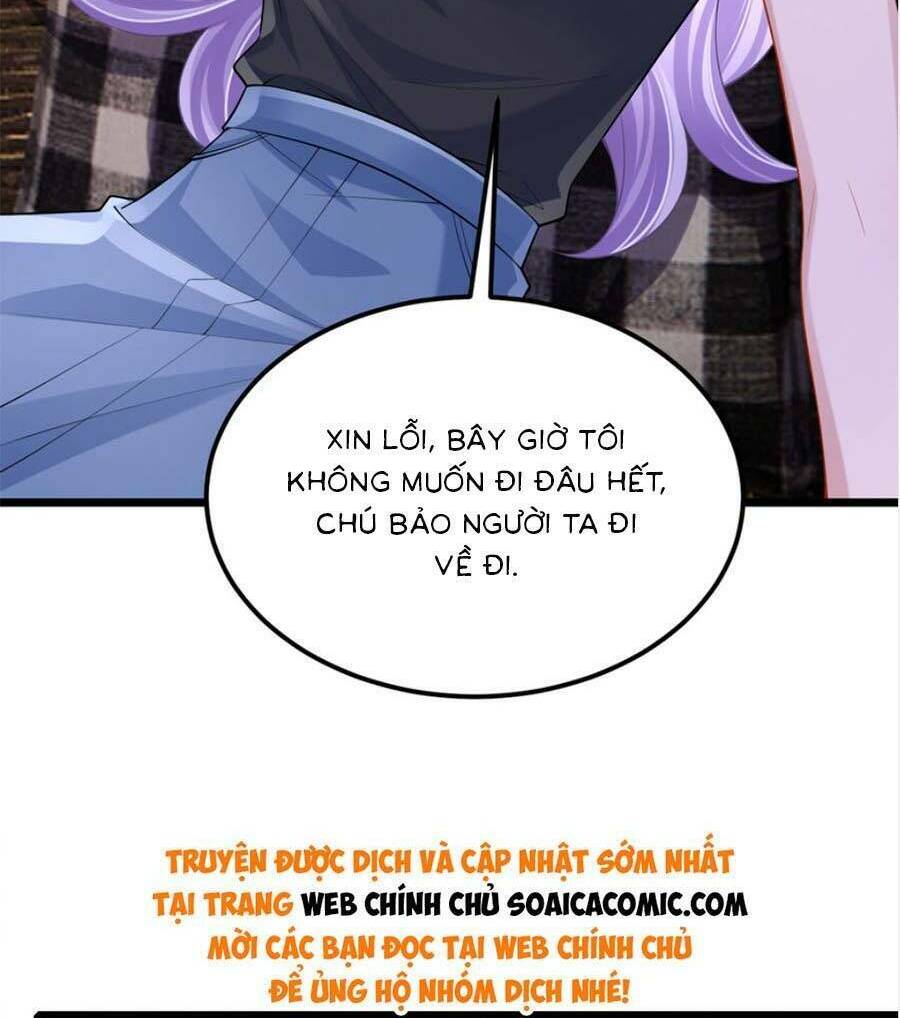 XIN LỖI, BÂY GIỜ TÔI
KHÔNG MUỐN ĐI ĐÂU HẾT,
CHÚ BẢO NGƯỜI TA ĐI
VỀ ĐI.
TRUYỆN ĐƯỢC DỊCH VÀ CẬP NHẬT SỚM NHẤT
TẠI TRANG WEB CHÍNH CHỦ SOAICACOMIC.COM
MỜI CÁC BẠN ĐỌC TẠI WEB CHÍNH CHỦ
ĐỂ ỦNG HỘ NHÓM DỊCH NHÉ!